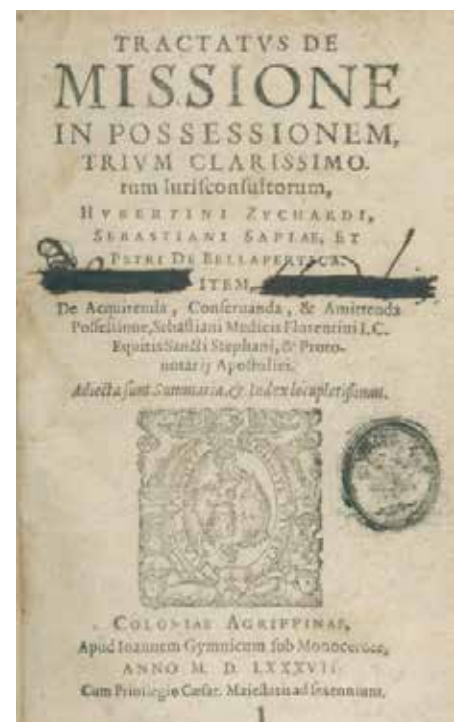 TRACTATVS DE
MISSIONE
IN POSSESSIONEM,
TRIVM CLARISSIMO-
rum Iurisconsultorum,
HVBERTINI ZVCHARDI,
SEBASTIANI SAPIAE, ET
PETRI DE BELLAPERTICA.
ITEM,
De Acquirenda, Conseruanda, & Amittenda
Possessione, Sebastiani Medicis Florentini I.C.
Equitis Sancti Stephani, & Proto-
notarij Apostolici.
Adiecta sunt Summaria, & Index locupletissimus.
COLONIAE AGRIPPINAE,
Apud Ioannem Gymnicum sub Monocerote,
ANNO M. D. LXXXVII.
Cum Priuilegio Cæsar. Maiestatis ad sexennium.
1